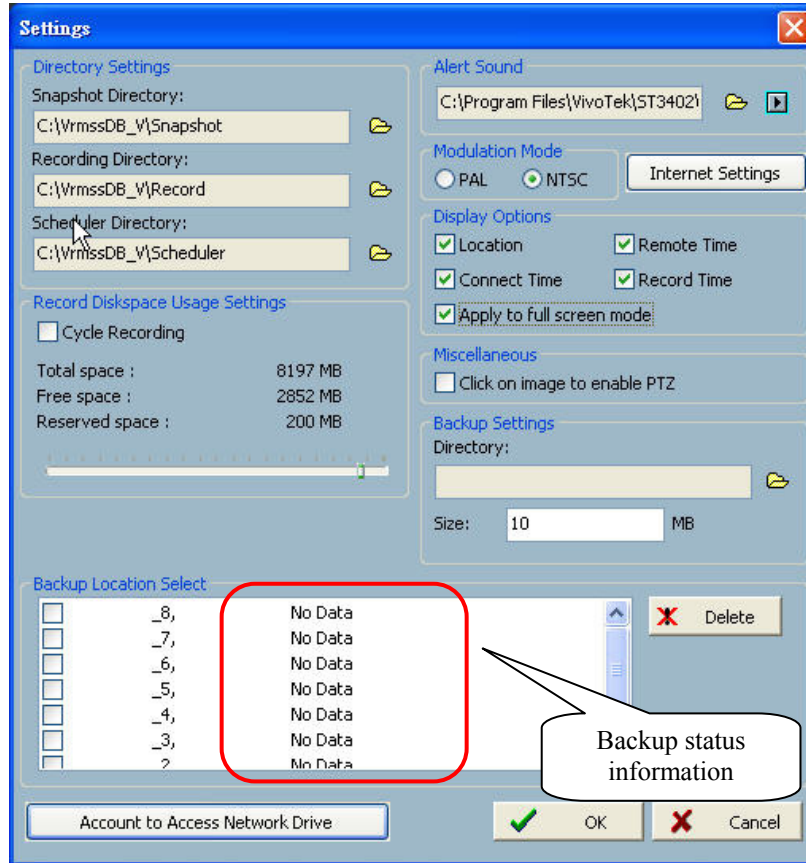 Settings
Directory Settings
Snapshot Directory:
C:\VrmssDB_V\Snapshot
Recording Directory:
C:\VrmssDB_V\Record
Scheduler Directory:
C:\VrmssDB_V\Scheduler
Record Diskspace Usage Settings
Cycle Recording
Total space : 8197 MB
Free space : 2852 MB
Reserved space : 200 MB
Alert Sound
C:\Program Files\VivoTek\ST3402\
Modulation Mode
PAL NTSC
Internet Settings
Display Options
Location Remote Time
Connect Time Record Time
Apply to full screen mode
Miscellaneous
Click on image to enable PTZ
Backup Settings
Directory:
Size: 10 MB
Backup Location Select
_8, No Data
_7, No Data
_6, No Data
_5, No Data
_4, No Data
_3, No Data
_2, No Data
Delete
Backup status
information
Account to Access Network Drive
OK
Cancel